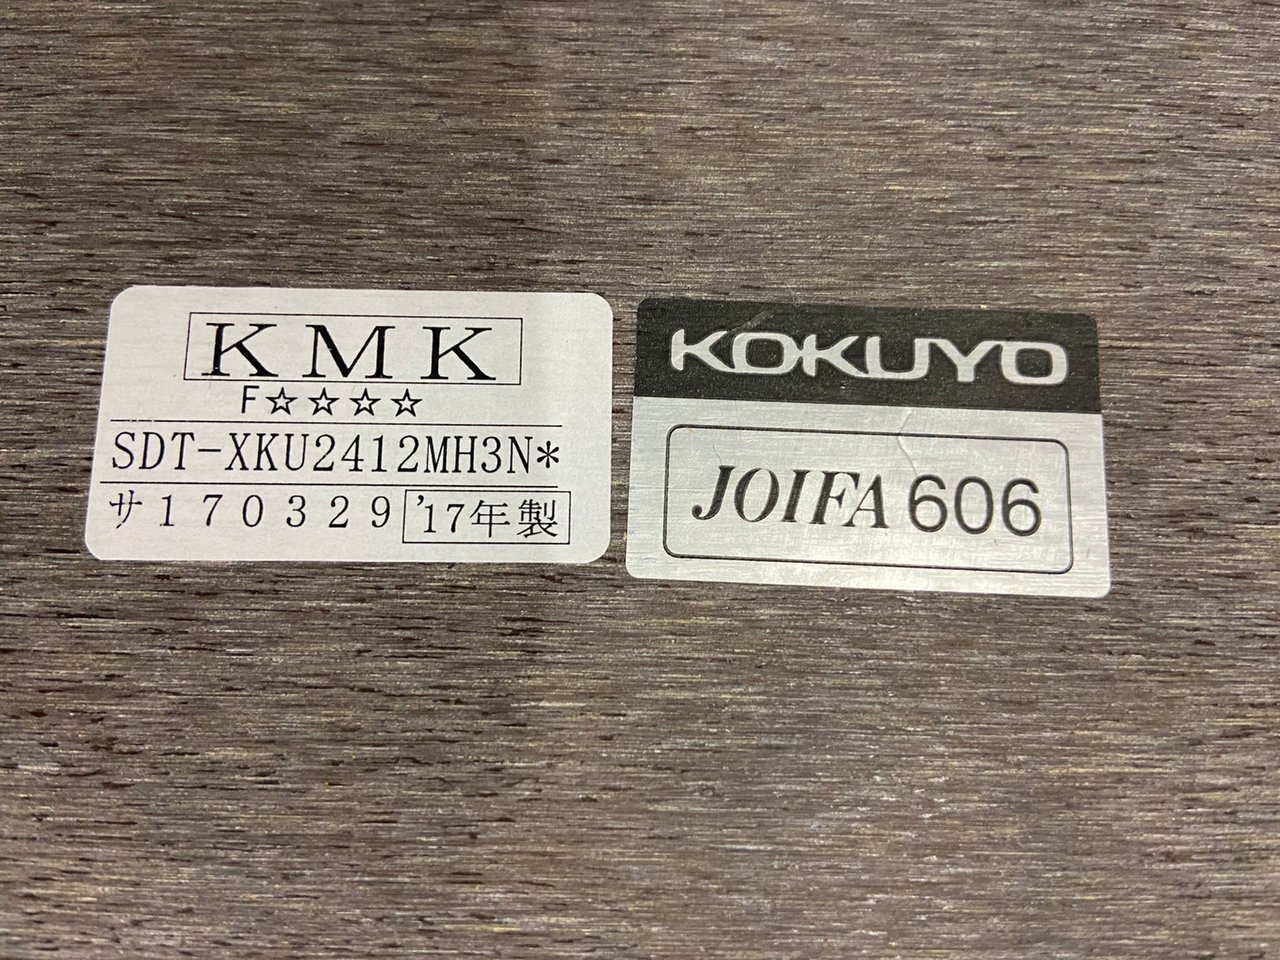 KMK
F☆☆☆☆
SDT-XKU2412MH3N*
サ170329 '17年製
KOKUYO
JOIFA 606